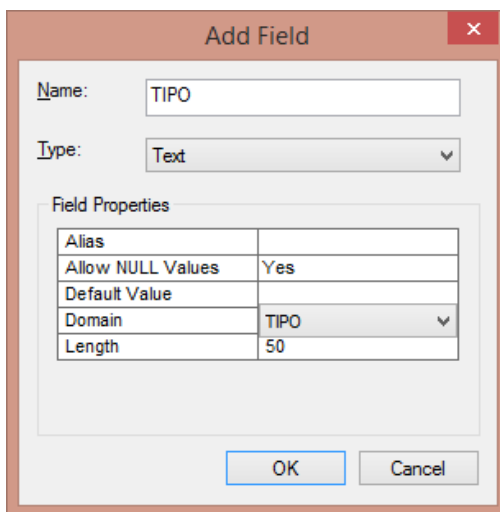 Add Field
Name: TIPO
Type: Text
Field Properties
Alias
Allow NULL Values Yes
Default Value
Domain TIPO
Length 50
OK Cancel